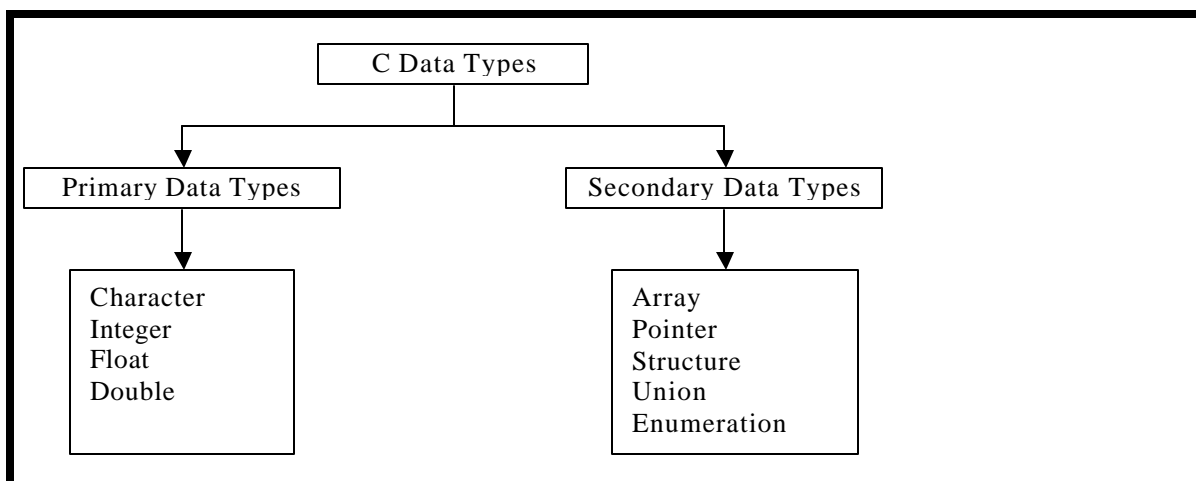 C Data Types
Primary Data Types
Secondary Data Types
Character
Integer
Float
Double
Array
Pointer
Structure
Union
Enumeration